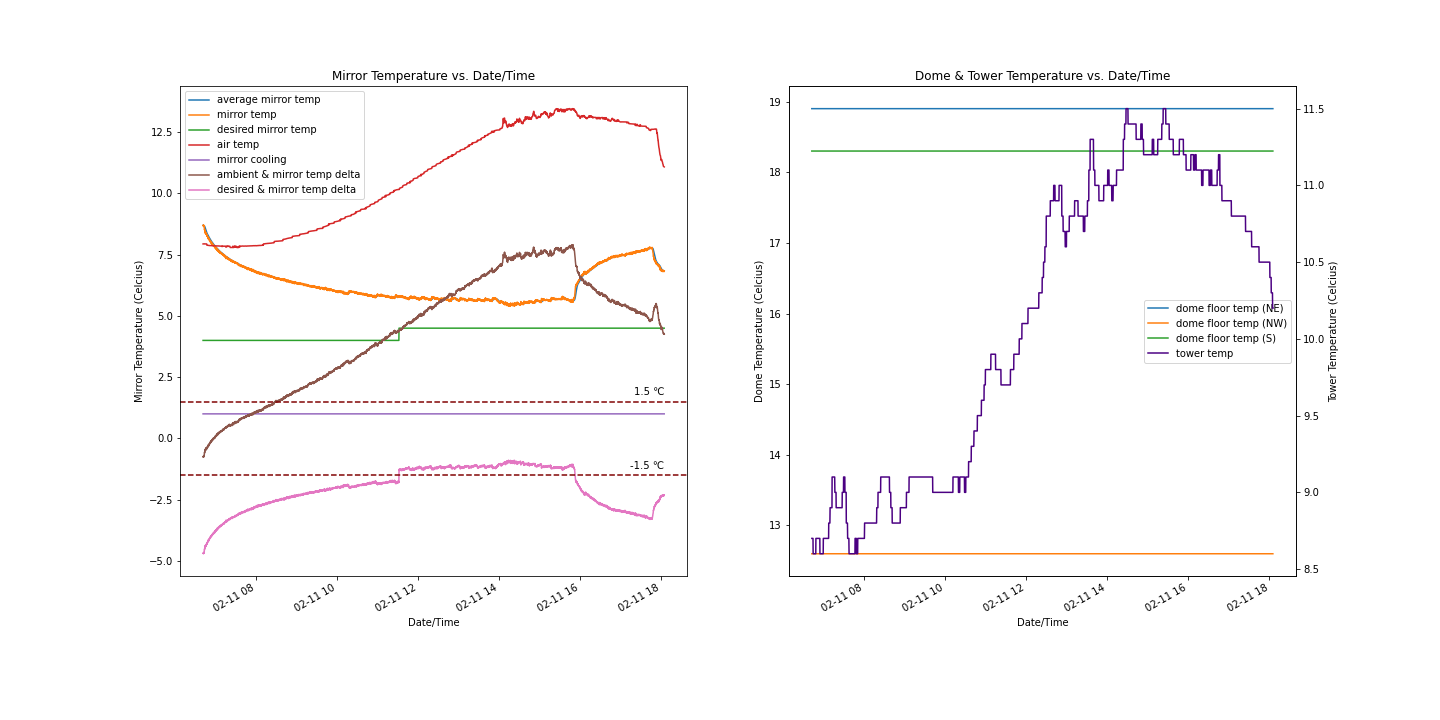 Mirror Temperature vs. Date/Time
average mirror temp
mirror temp
desired mirror temp
air temp
mirror cooling
ambient & mirror temp delta
desired & mirror temp delta
12.5
10.0
7.5
5.0
2.5
0.0
−2.5
−5.0
Mirror Temperature (Celcius)
1.5 °C
-1.5 °C
02-11 08
02-11 10
02-11 12
02-11 14
02-11 16
02-11 18
Date/Time
Dome & Tower Temperature vs. Date/Time
19
18
17
16
15
14
13
Dome Temperature (Celcius)
dome floor temp (NE)
dome floor temp (NW)
dome floor temp (S)
tower temp
11.5
11.0
10.5
10.0
9.5
9.0
8.5
Tower Temperature (Celcius)
02-11 08
02-11 10
02-11 12
02-11 14
02-11 16
02-11 18
Date/Time